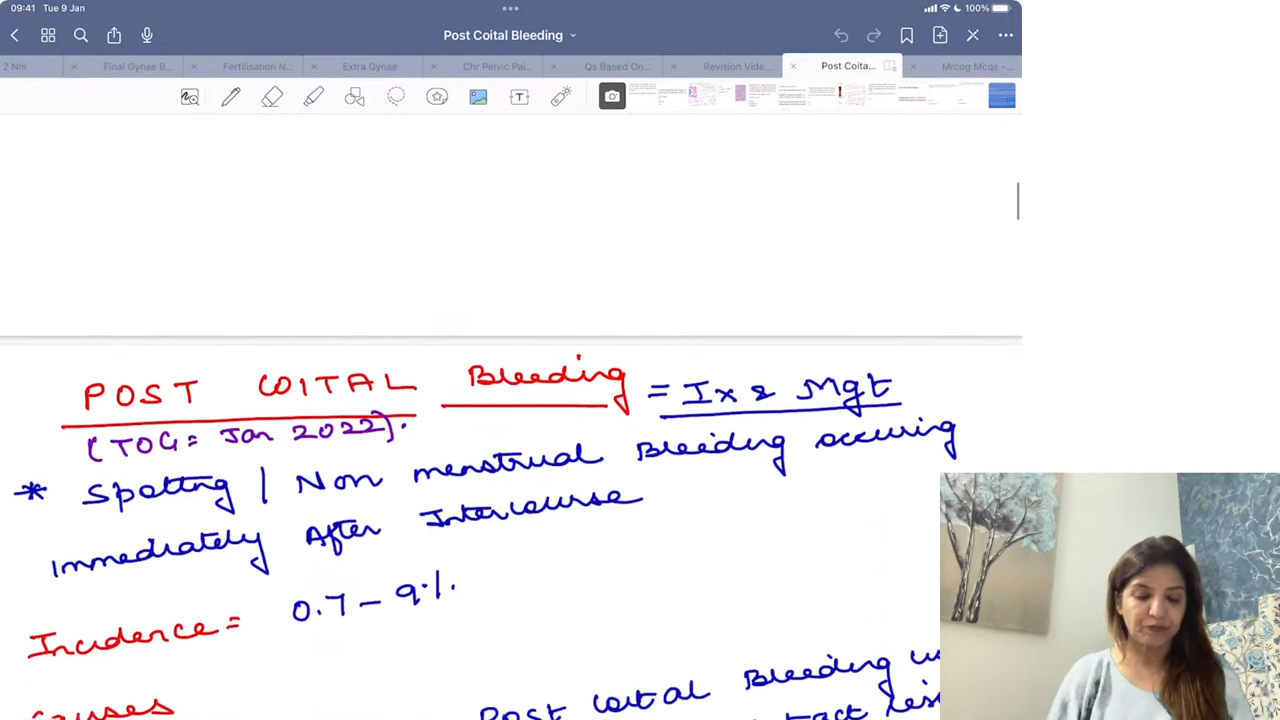 09:41 Tue 9 Jan
100%
Post Coital Bleeding
2 Nni
Final Gynae B...
Fertilisation N...
Extra Gynae
Chr Pelvic Pai...
Qs Based On...
Revision Vide...
Post Coita...
Mrcog Mcqs -...
POST COITAL Bleeding = Ix & Mgt
(TOG = Jan 2022).
* Spotting | Non menstrual Bleeding occuring
immediately After Intercourse
Incidence = 0.7 - 9%.
Causes
Post coital Bleeding